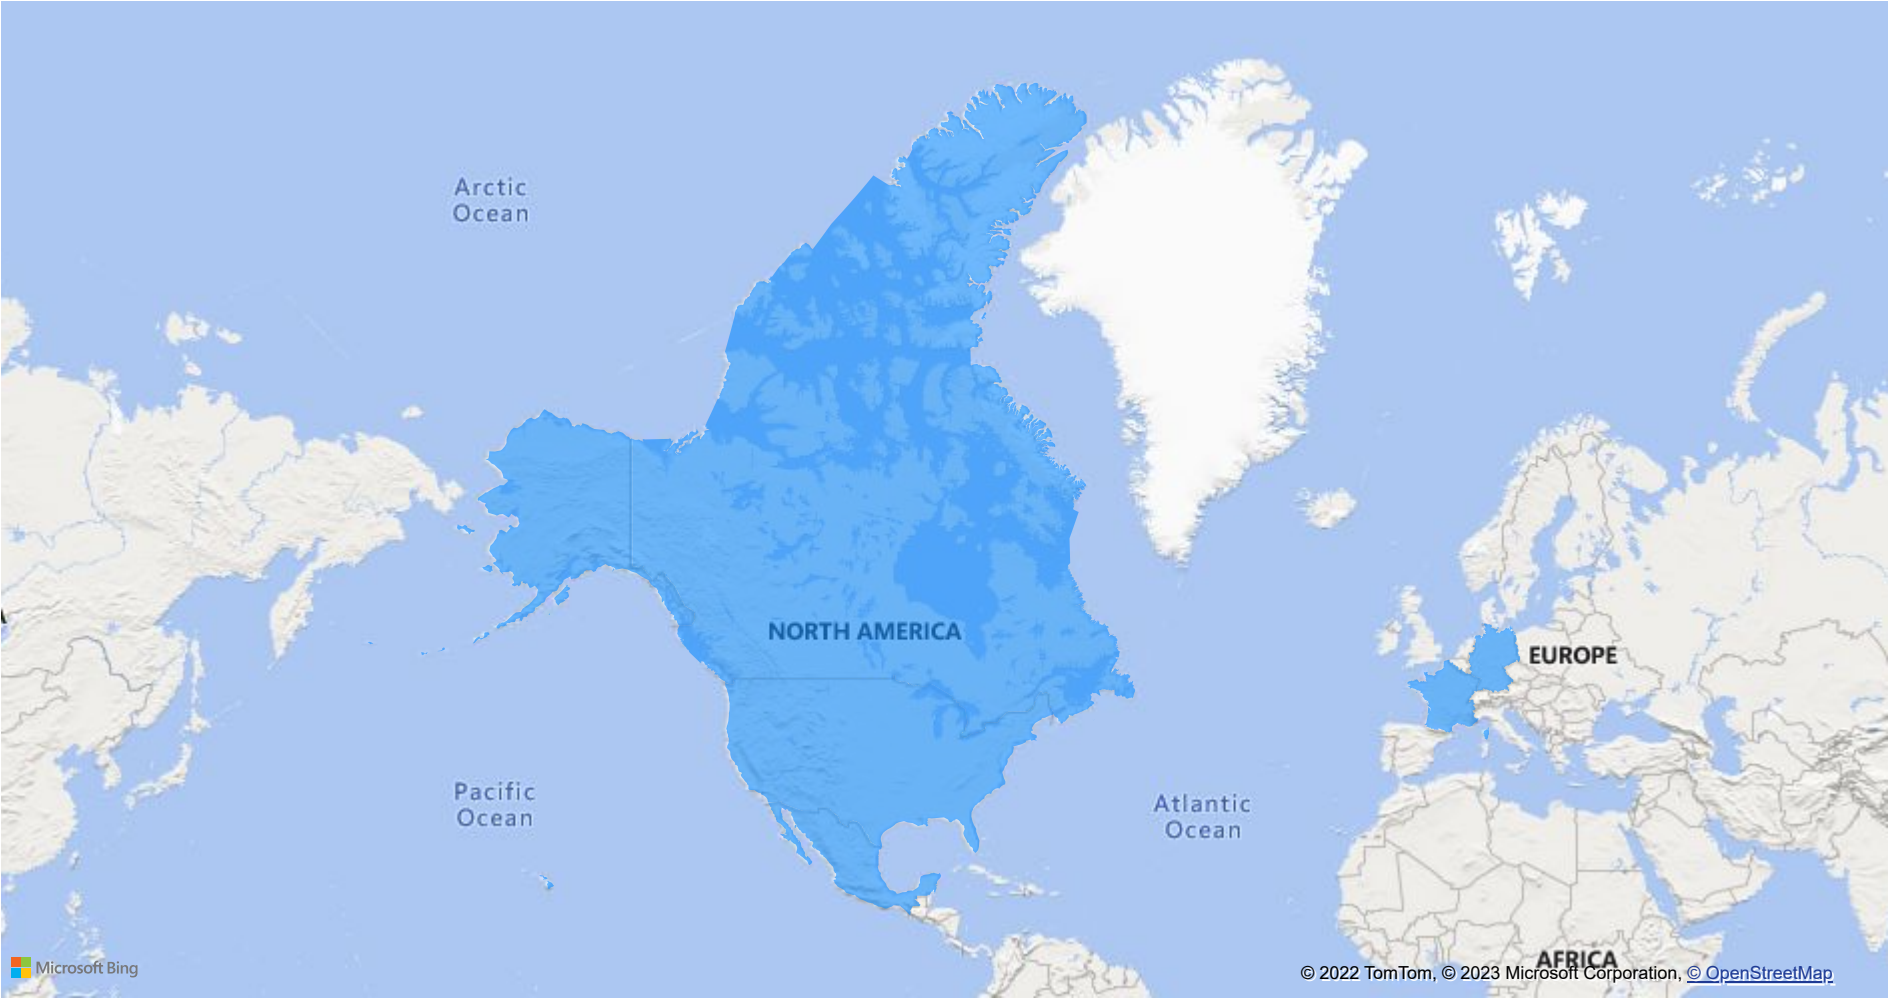 Arctic
Ocean
NORTH AMERICA
EUROPE
Pacific
Ocean
Atlantic
Ocean
AFRICA
Microsoft Bing
© 2022 TomTom, © 2023 Microsoft Corporation, © OpenStreetMap